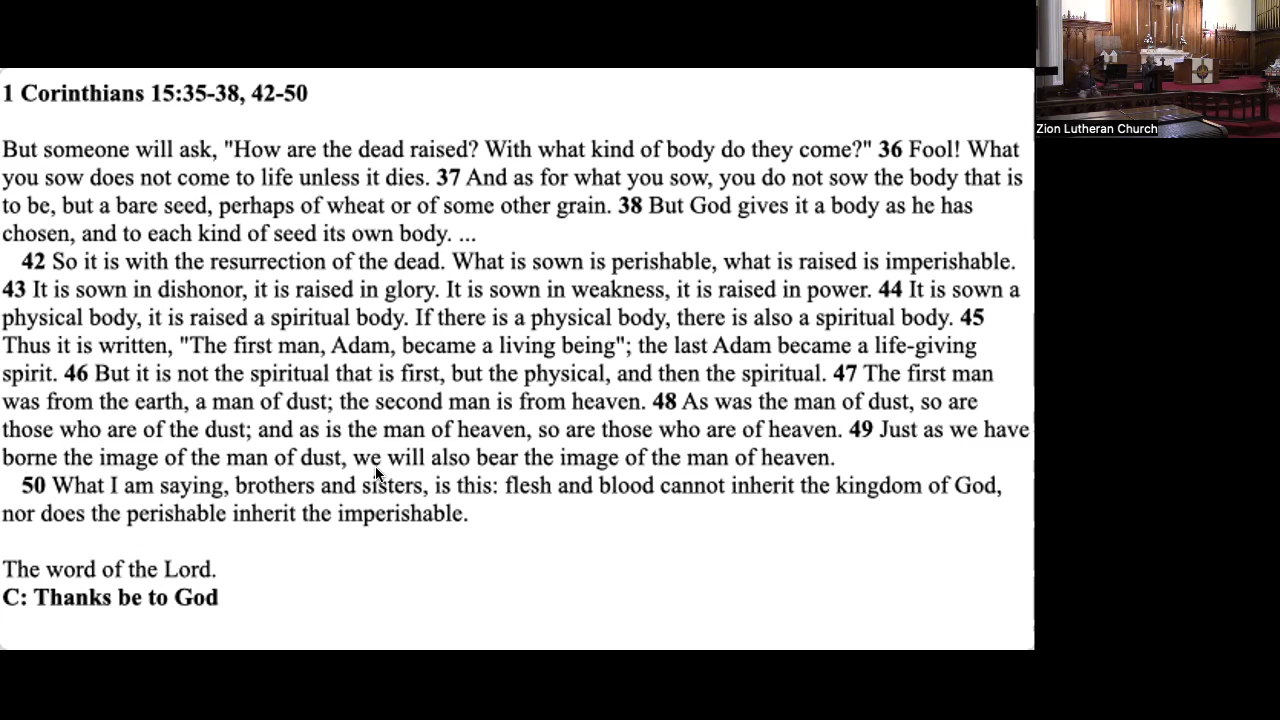 1 Corinthians 15:35-38, 42-50
But someone will ask, "How are the dead raised? With what kind of body do they come?" 36 Fool! What
you sow does not come to life unless it dies. 37 And as for what you sow, you do not sow the body that is
to be, but a bare seed, perhaps of wheat or of some other grain. 38 But God gives it a body as he has
chosen, and to each kind of seed its own body. ...
42 So it is with the resurrection of the dead. What is sown is perishable, what is raised is imperishable.
43 It is sown in dishonor, it is raised in glory. It is sown in weakness, it is raised in power. 44 It is sown a
physical body, it is raised a spiritual body. If there is a physical body, there is also a spiritual body. 45
Thus it is written, "The first man, Adam, became a living being"; the last Adam became a life-giving
spirit. 46 But it is not the spiritual that is first, but the physical, and then the spiritual. 47 The first man
was from the earth, a man of dust; the second man is from heaven. 48 As was the man of dust, so are
those who are of the dust; and as is the man of heaven, so are those who are of heaven. 49 Just as we have
borne the image of the man of dust, we will also bear the image of the man of heaven.
50 What I am saying, brothers and sisters, is this: flesh and blood cannot inherit the kingdom of God,
nor does the perishable inherit the imperishable.
The word of the Lord.
C: Thanks be to God
Zion Lutheran Church